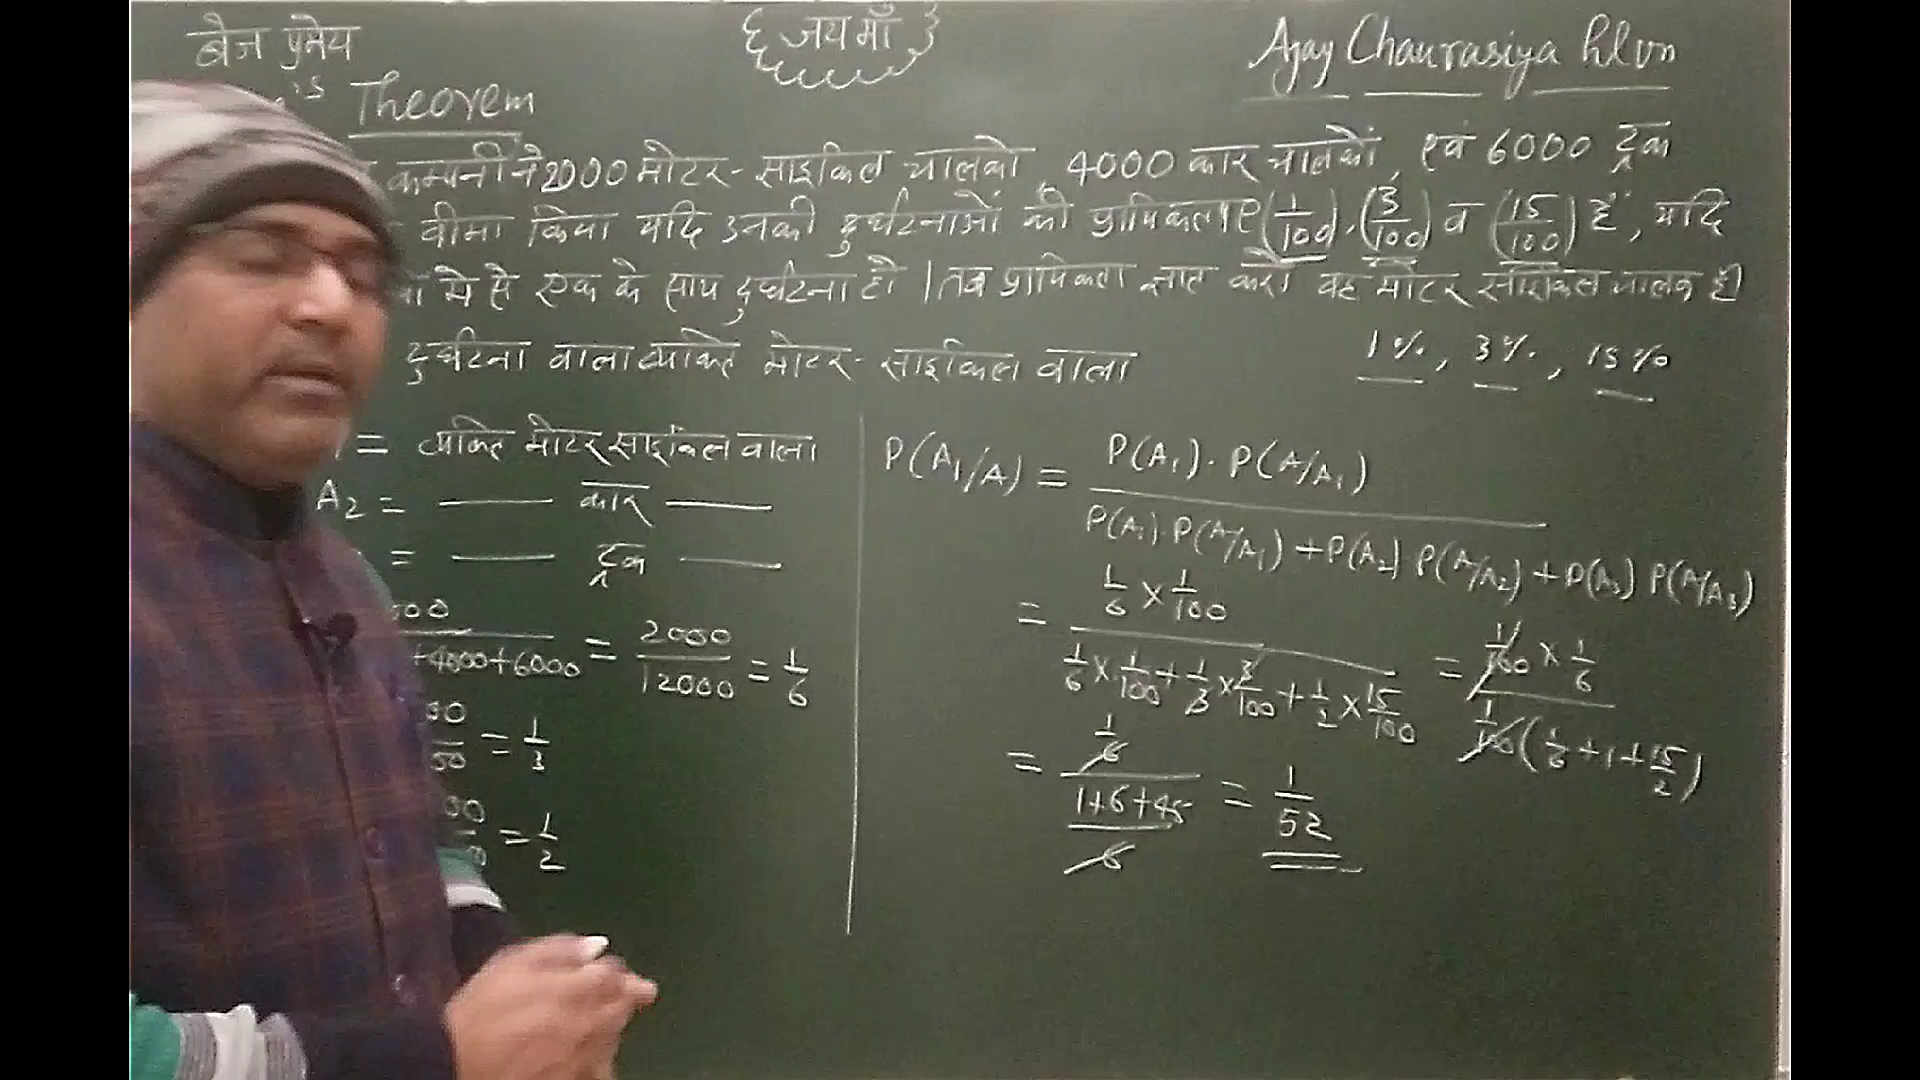 बेज प्रमेय
{ जय माँ }
Ajay Chaurasiya hlvn
's Theorem
कम्पनी ने 2000 मोटर-साइकिल चालकों, 4000 कार चालकों, एवं 6000 ट्रक
बीमा किया यदि उनकी दुर्घटनाओं की प्रायिकताए (1/100), (3/100) व (15/100) हैं, यदि
में से एक के साथ दुर्घटना हो । तब प्रायिकता ज्ञात करो वह मोटर साइकिल चालक हो
दुर्घटना वाला व्यक्ति मोटर-साइकिल वाला
1%, 3%, 15%
= व्यक्ति मोटर साइकिल वाला
A2 = —— कार ——
= —— ट्रक ——
000/+4000+6000 = 2000/12000 = 1/6
00/00 = 1/3
00/0 = 1/2
P(A1/A) = P(A1). P(A/A1) / P(A1).P(A/A1) + P(A2) P(A/A2) + P(A3) P(A/A3)
= 1/6 × 1/100 / 1/6 × 1/100 + 1/3 × 3/100 + 1/2 × 15/100 = 1/100 × 1/6 / 1/100 (1/6 + 1 + 15/2)
= 1/6 / 1+6+45/6 = 1/52